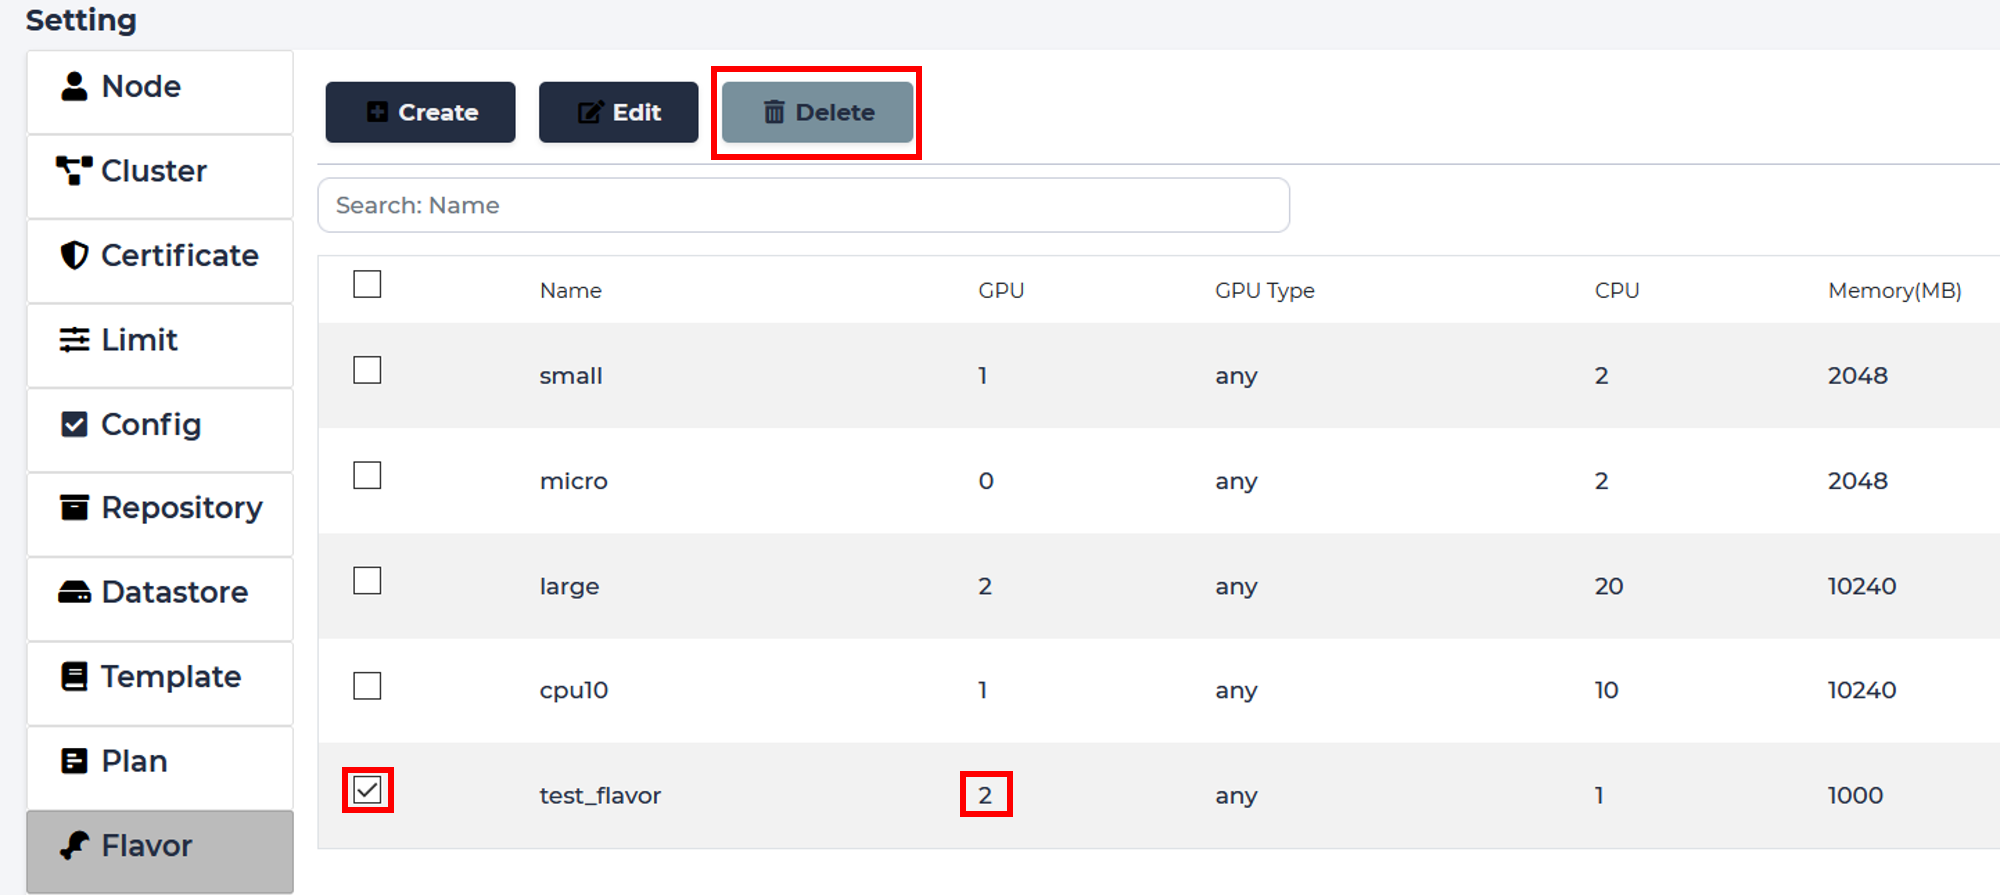 Setting
Node
Cluster
Certificate
Limit
Config
Repository
Datastore
Template
Plan
Flavor
Create Edit Delete
Search: Name
Name GPU GPU Type CPU Memory(MB)
small 1 any 2 2048
micro 0 any 2 2048
large 2 any 20 10240
cpu10 1 any 10 10240
test_flavor 2 any 1 1000